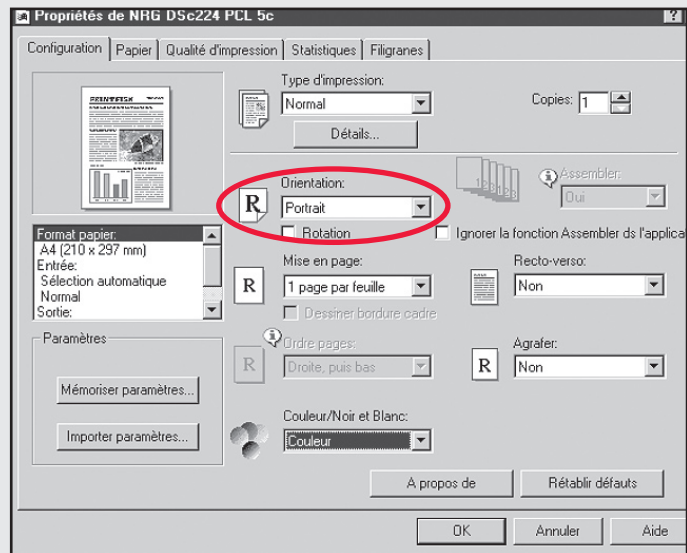 Propriétés de NRG DSc224 PCL 5c
Configuration Papier Qualité d'impression Statistiques Filigranes
Type d'impression:
Normal
Copies: 1
Détails...
PRINTFISK
Orientation:
R Portrait
Rotation
123 123
Assembler:
Oui
Ignorer la fonction Assembler ds l'applica
Format papier:
A4 (210 x 297 mm)
Entrée:
Sélection automatique
Normal
Sortie:
Mise en page:
R 1 page par feuille
Dessiner bordure cadre
Recto-verso:
Non
Paramètres
Mémoriser paramètres...
Importer paramètres...
Ordre pages:
R Droite, puis bas
Agrafer:
R Non
Couleur/Noir et Blanc:
Couleur
A propos de Rétablir défauts
OK Annuler Aide